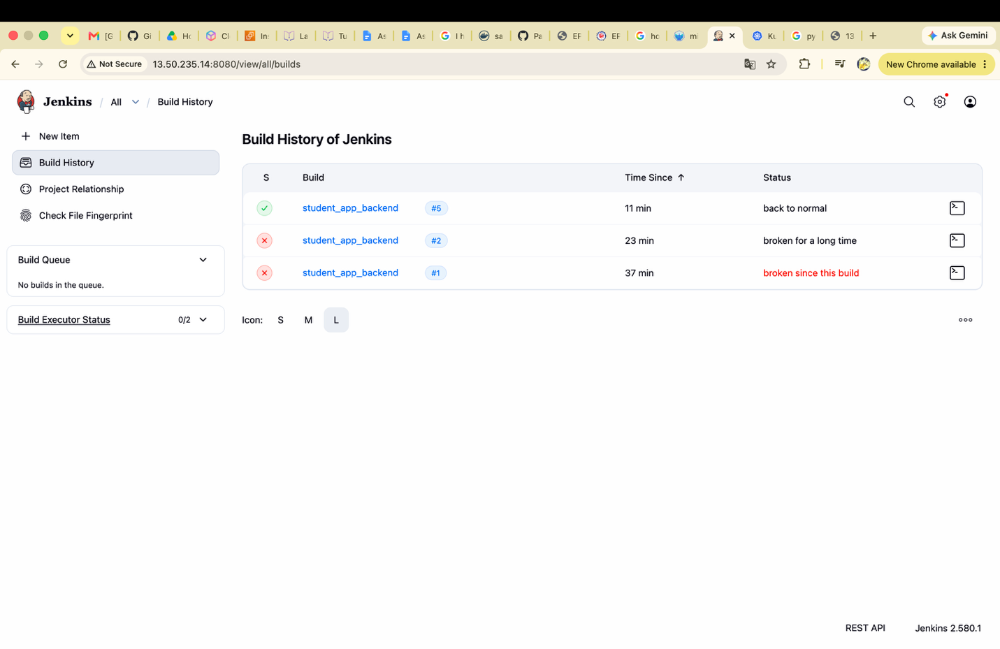 [G
Gi
Ho
Cl
In:
La
Tu
As
As
I h
sa
Pa
EF
EF
ho
mi
Ku
py
13
Ask Gemini
Not Secure
13.50.235.14:8080/view/all/builds
New Chrome available
Jenkins / All / Build History
New Item
Build History
Project Relationship
Check File Fingerprint
Build Queue
No builds in the queue.
Build Executor Status 0/2
Build History of Jenkins
S Build Time Since ↑ Status
student_app_backend #5 11 min back to normal
student_app_backend #2 23 min broken for a long time
student_app_backend #1 37 min broken since this build
Icon: S M L
REST API Jenkins 2.580.1